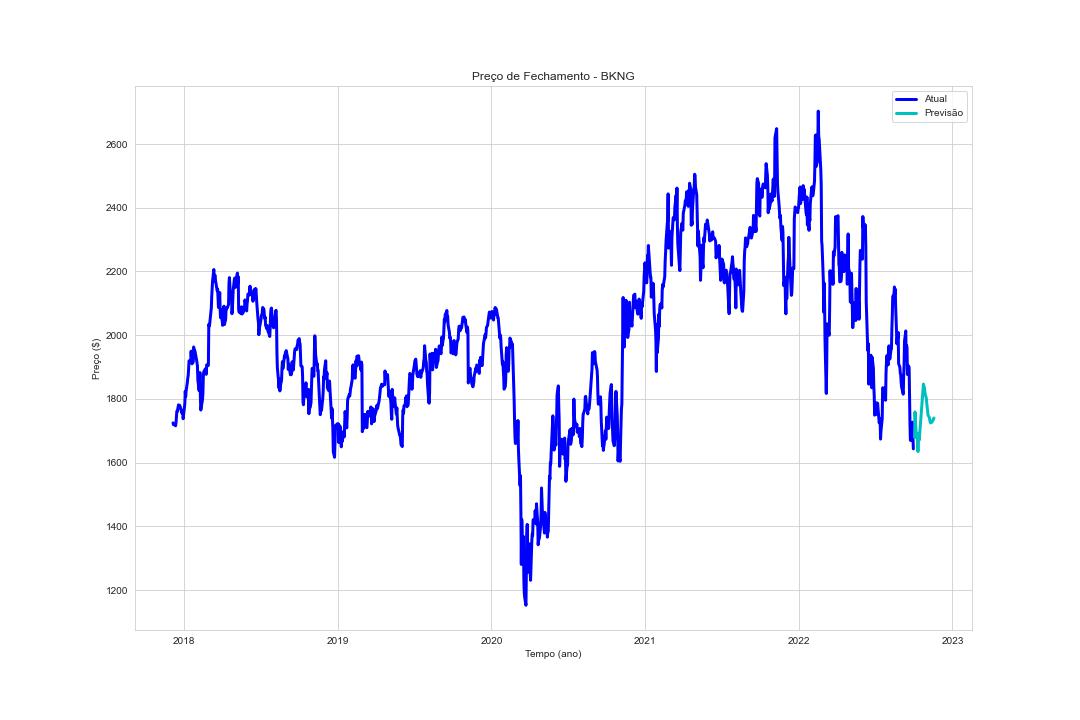 Preço de Fechamento - BKNG
Atual
Previsão
Preço ($)
2600
2400
2200
2000
1800
1600
1400
1200
2018 2019 2020 2021 2022 2023
Tempo (ano)